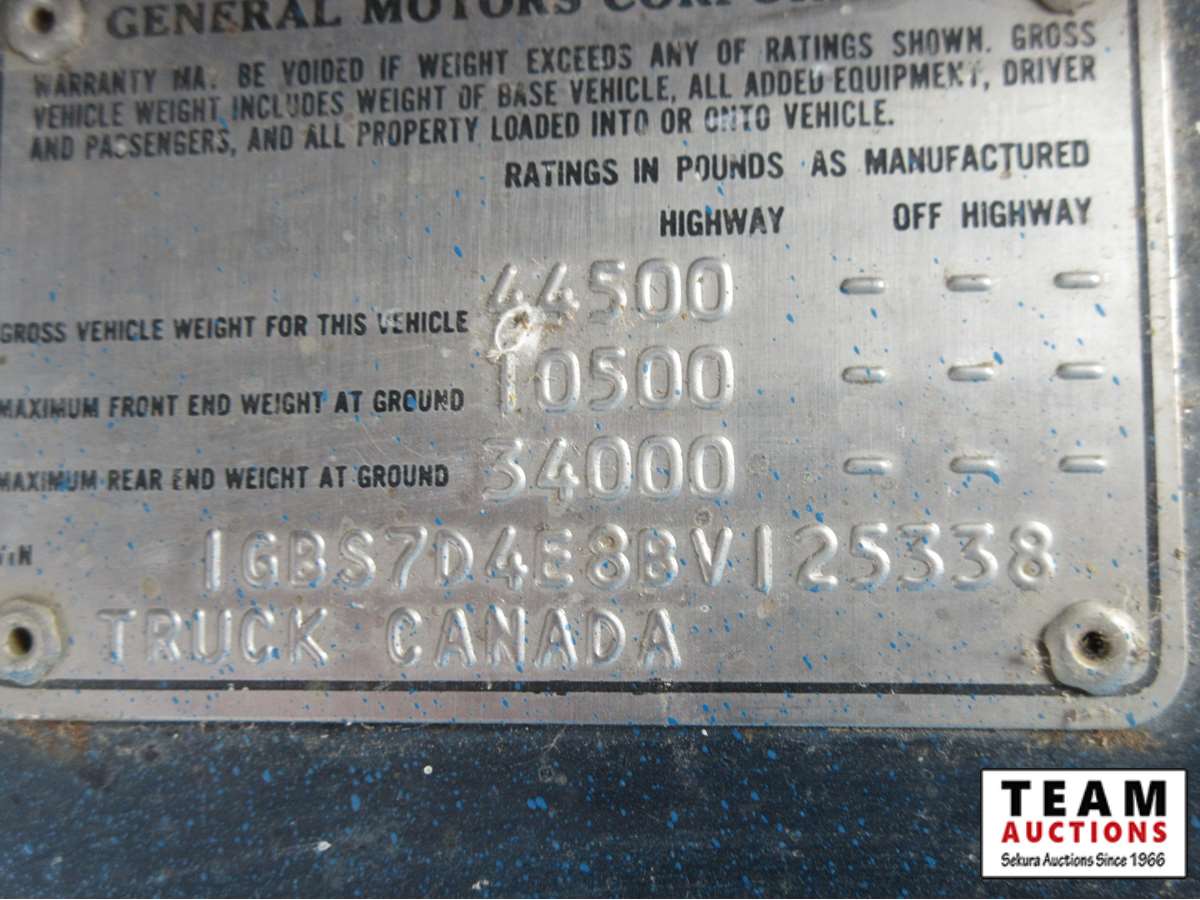 GENERAL MOTORS
WARRANTY MA. BE VOIDED IF WEIGHT EXCEEDS ANY OF RATINGS SHOWN. GROSS
VEHICLE WEIGHT INCLUDES WEIGHT OF BASE VEHICLE, ALL ADDED EQUIPMENT, DRIVER
AND PASSENGERS, AND ALL PROPERTY LOADED INTO OR ONTO VEHICLE.
RATINGS IN POUNDS AS MANUFACTURED
HIGHWAY OFF HIGHWAY
GROSS VEHICLE WEIGHT FOR THIS VEHICLE 44500 - - -
MAXIMUM FRONT END WEIGHT AT GROUND 10500 - - -
MAXIMUM REAR END WEIGHT AT GROUND 34000 - - -
VIN 1GBS7D4E8BV125338
TRUCK CANADA
TEAM
AUCTIONS
Sekura Auctions Since 1966